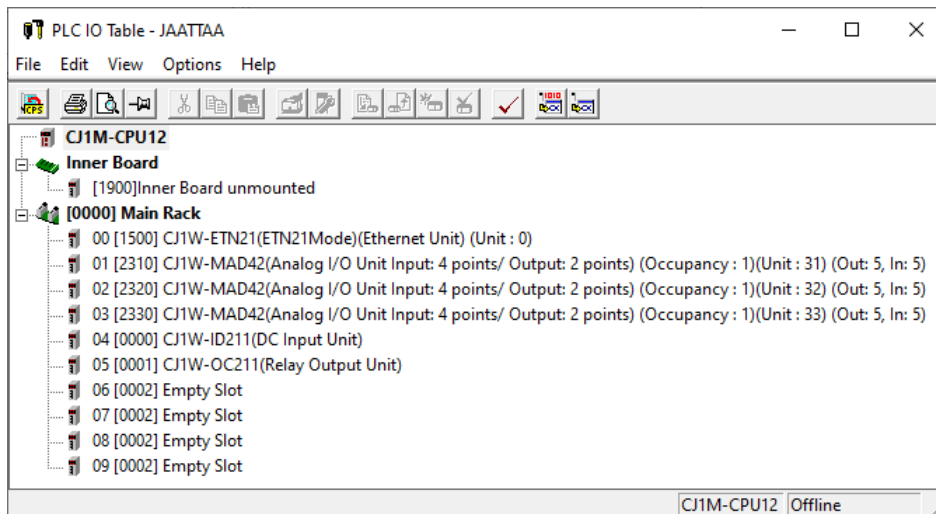 PLC IO Table - JAATTAA
File Edit View Options Help
CPS
1010
CJ1M-CPU12
Inner Board
[1900]Inner Board unmounted
[0000] Main Rack
00 [1500] CJ1W-ETN21(ETN21Mode)(Ethernet Unit) (Unit : 0)
01 [2310] CJ1W-MAD42(Analog I/O Unit Input: 4 points/ Output: 2 points) (Occupancy : 1)(Unit : 31) (Out: 5, In: 5)
02 [2320] CJ1W-MAD42(Analog I/O Unit Input: 4 points/ Output: 2 points) (Occupancy : 1)(Unit : 32) (Out: 5, In: 5)
03 [2330] CJ1W-MAD42(Analog I/O Unit Input: 4 points/ Output: 2 points) (Occupancy : 1)(Unit : 33) (Out: 5, In: 5)
04 [0000] CJ1W-ID211(DC Input Unit)
05 [0001] CJ1W-OC211(Relay Output Unit)
06 [0002] Empty Slot
07 [0002] Empty Slot
08 [0002] Empty Slot
09 [0002] Empty Slot
CJ1M-CPU12 Offline